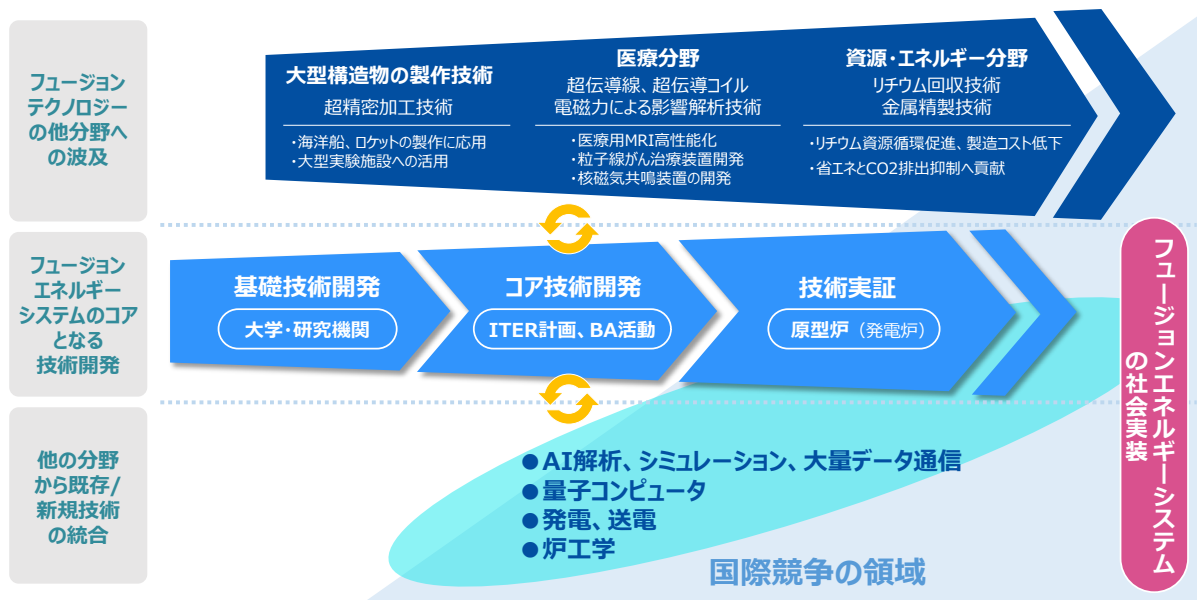 フュージョン
テクノロジー
の他分野へ
の波及
大型構造物の製作技術
超精密加工技術
・海洋船、ロケットの製作に応用
・大型実験施設への活用
医療分野
超伝導線、超伝導コイル
電磁力による影響解析技術
・医療用MRI高性能化
・粒子線がん治療装置開発
・核磁気共鳴装置の開発
資源・エネルギー分野
リチウム回収技術
金属精製技術
・リチウム資源循環促進、製造コスト低下
・省エネとCO2排出抑制へ貢献
フュージョン
エネルギー
システムのコア
となる
技術開発
基礎技術開発
大学・研究機関
コア技術開発
ITER計画、BA活動
技術実証
原型炉（発電炉）
フュージョンエネルギーシステム
の社会実装
他の分野
から既存/
新規技術
の統合
●AI解析、シミュレーション、大量データ通信
●量子コンピュータ
●発電、送電
●炉工学
国際競争の領域